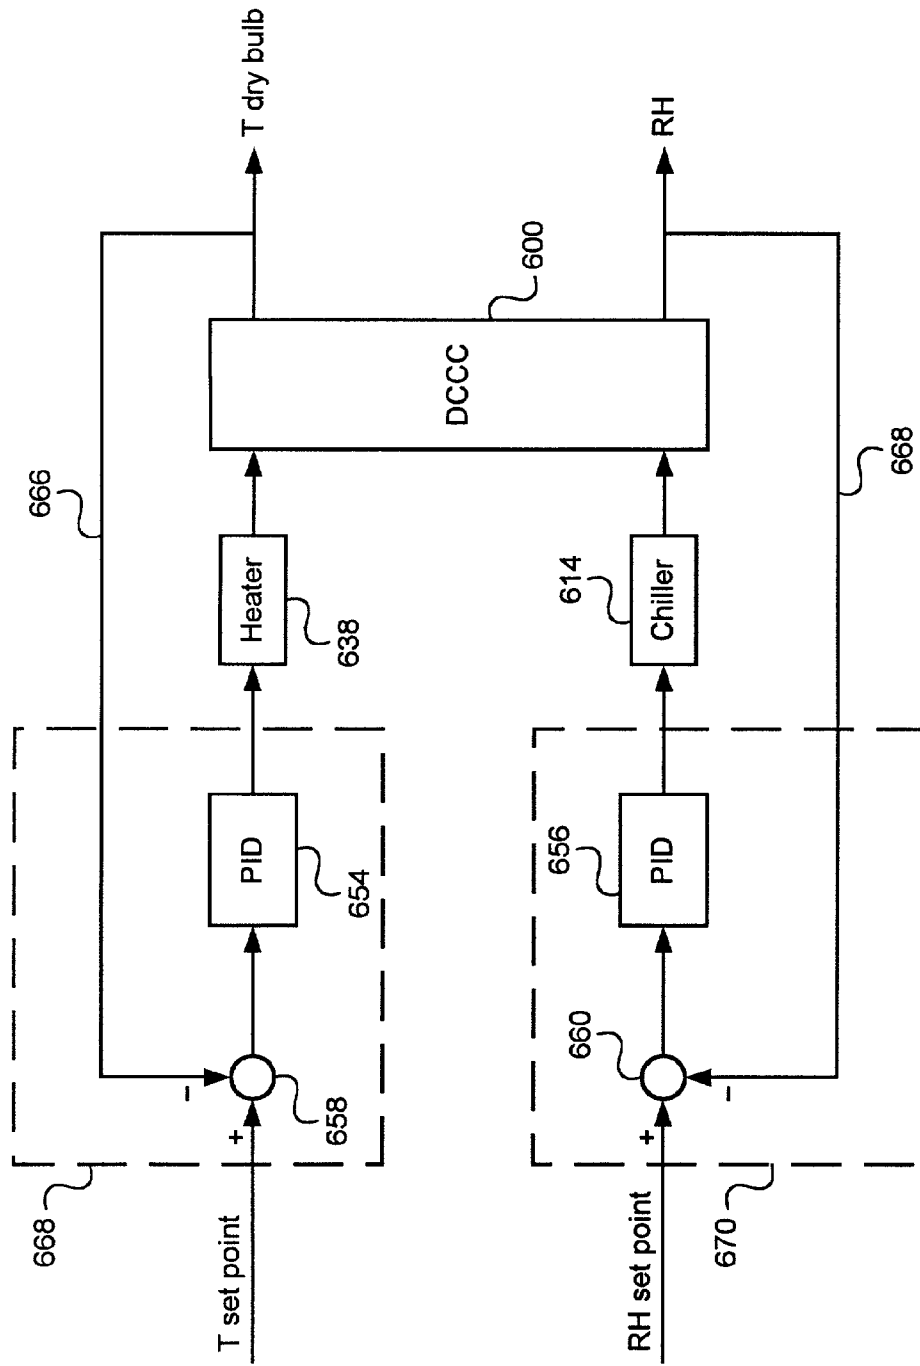 T dry bulb
RH
600
DCCC
666
668
Heater
638
614
Chiller
PID
654
656
PID
-
+
658
660
-
+
668
T set point
RH set point
670